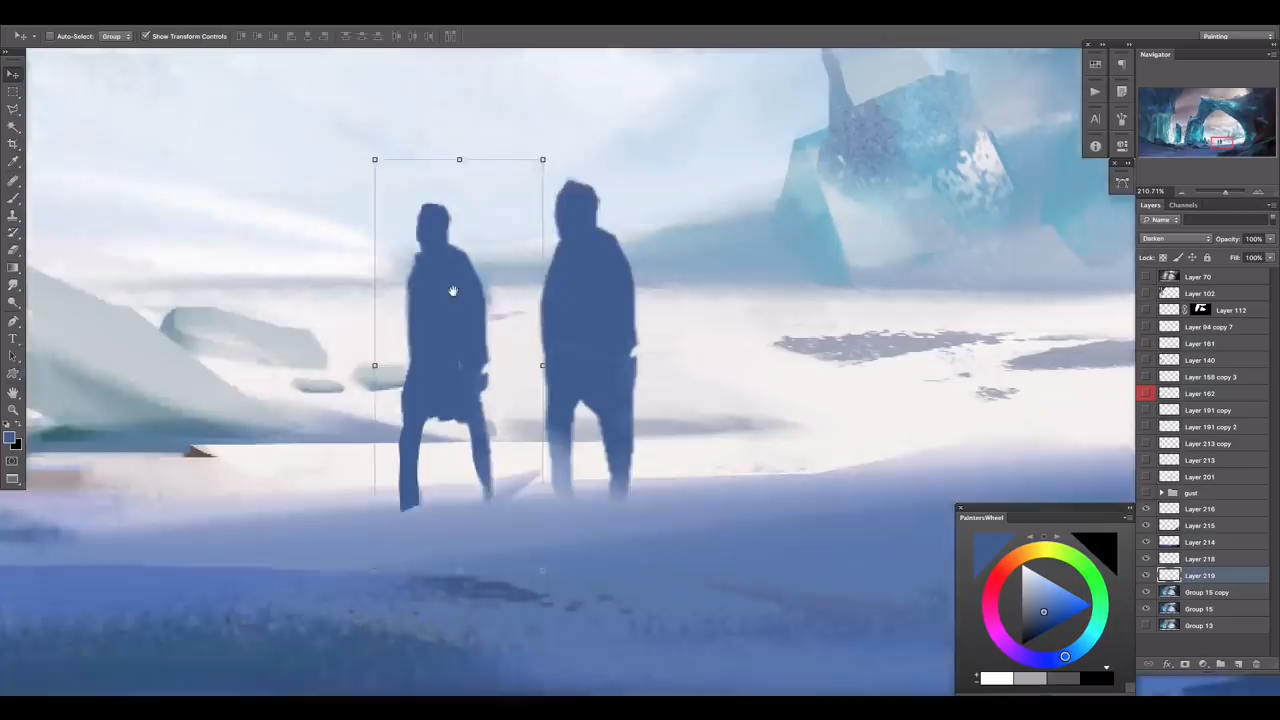 Auto-Select: Group Show Transform Controls Painting
Navigator
210.71%
Layers Channels
Name
Darken Opacity: 100%
Lock: Fill: 100%
Layer 70
Layer 102
Layer 112
Layer 94 copy 7
Layer 161
Layer 140
Layer 158 copy 3
Layer 162
Layer 191 copy
Layer 191 copy 2
Layer 213 copy
Layer 213
Layer 201
gust
Layer 216
Layer 215
Layer 214
Layer 218
Layer 219
Group 15 copy
Group 15
Group 13
PaintersWheel